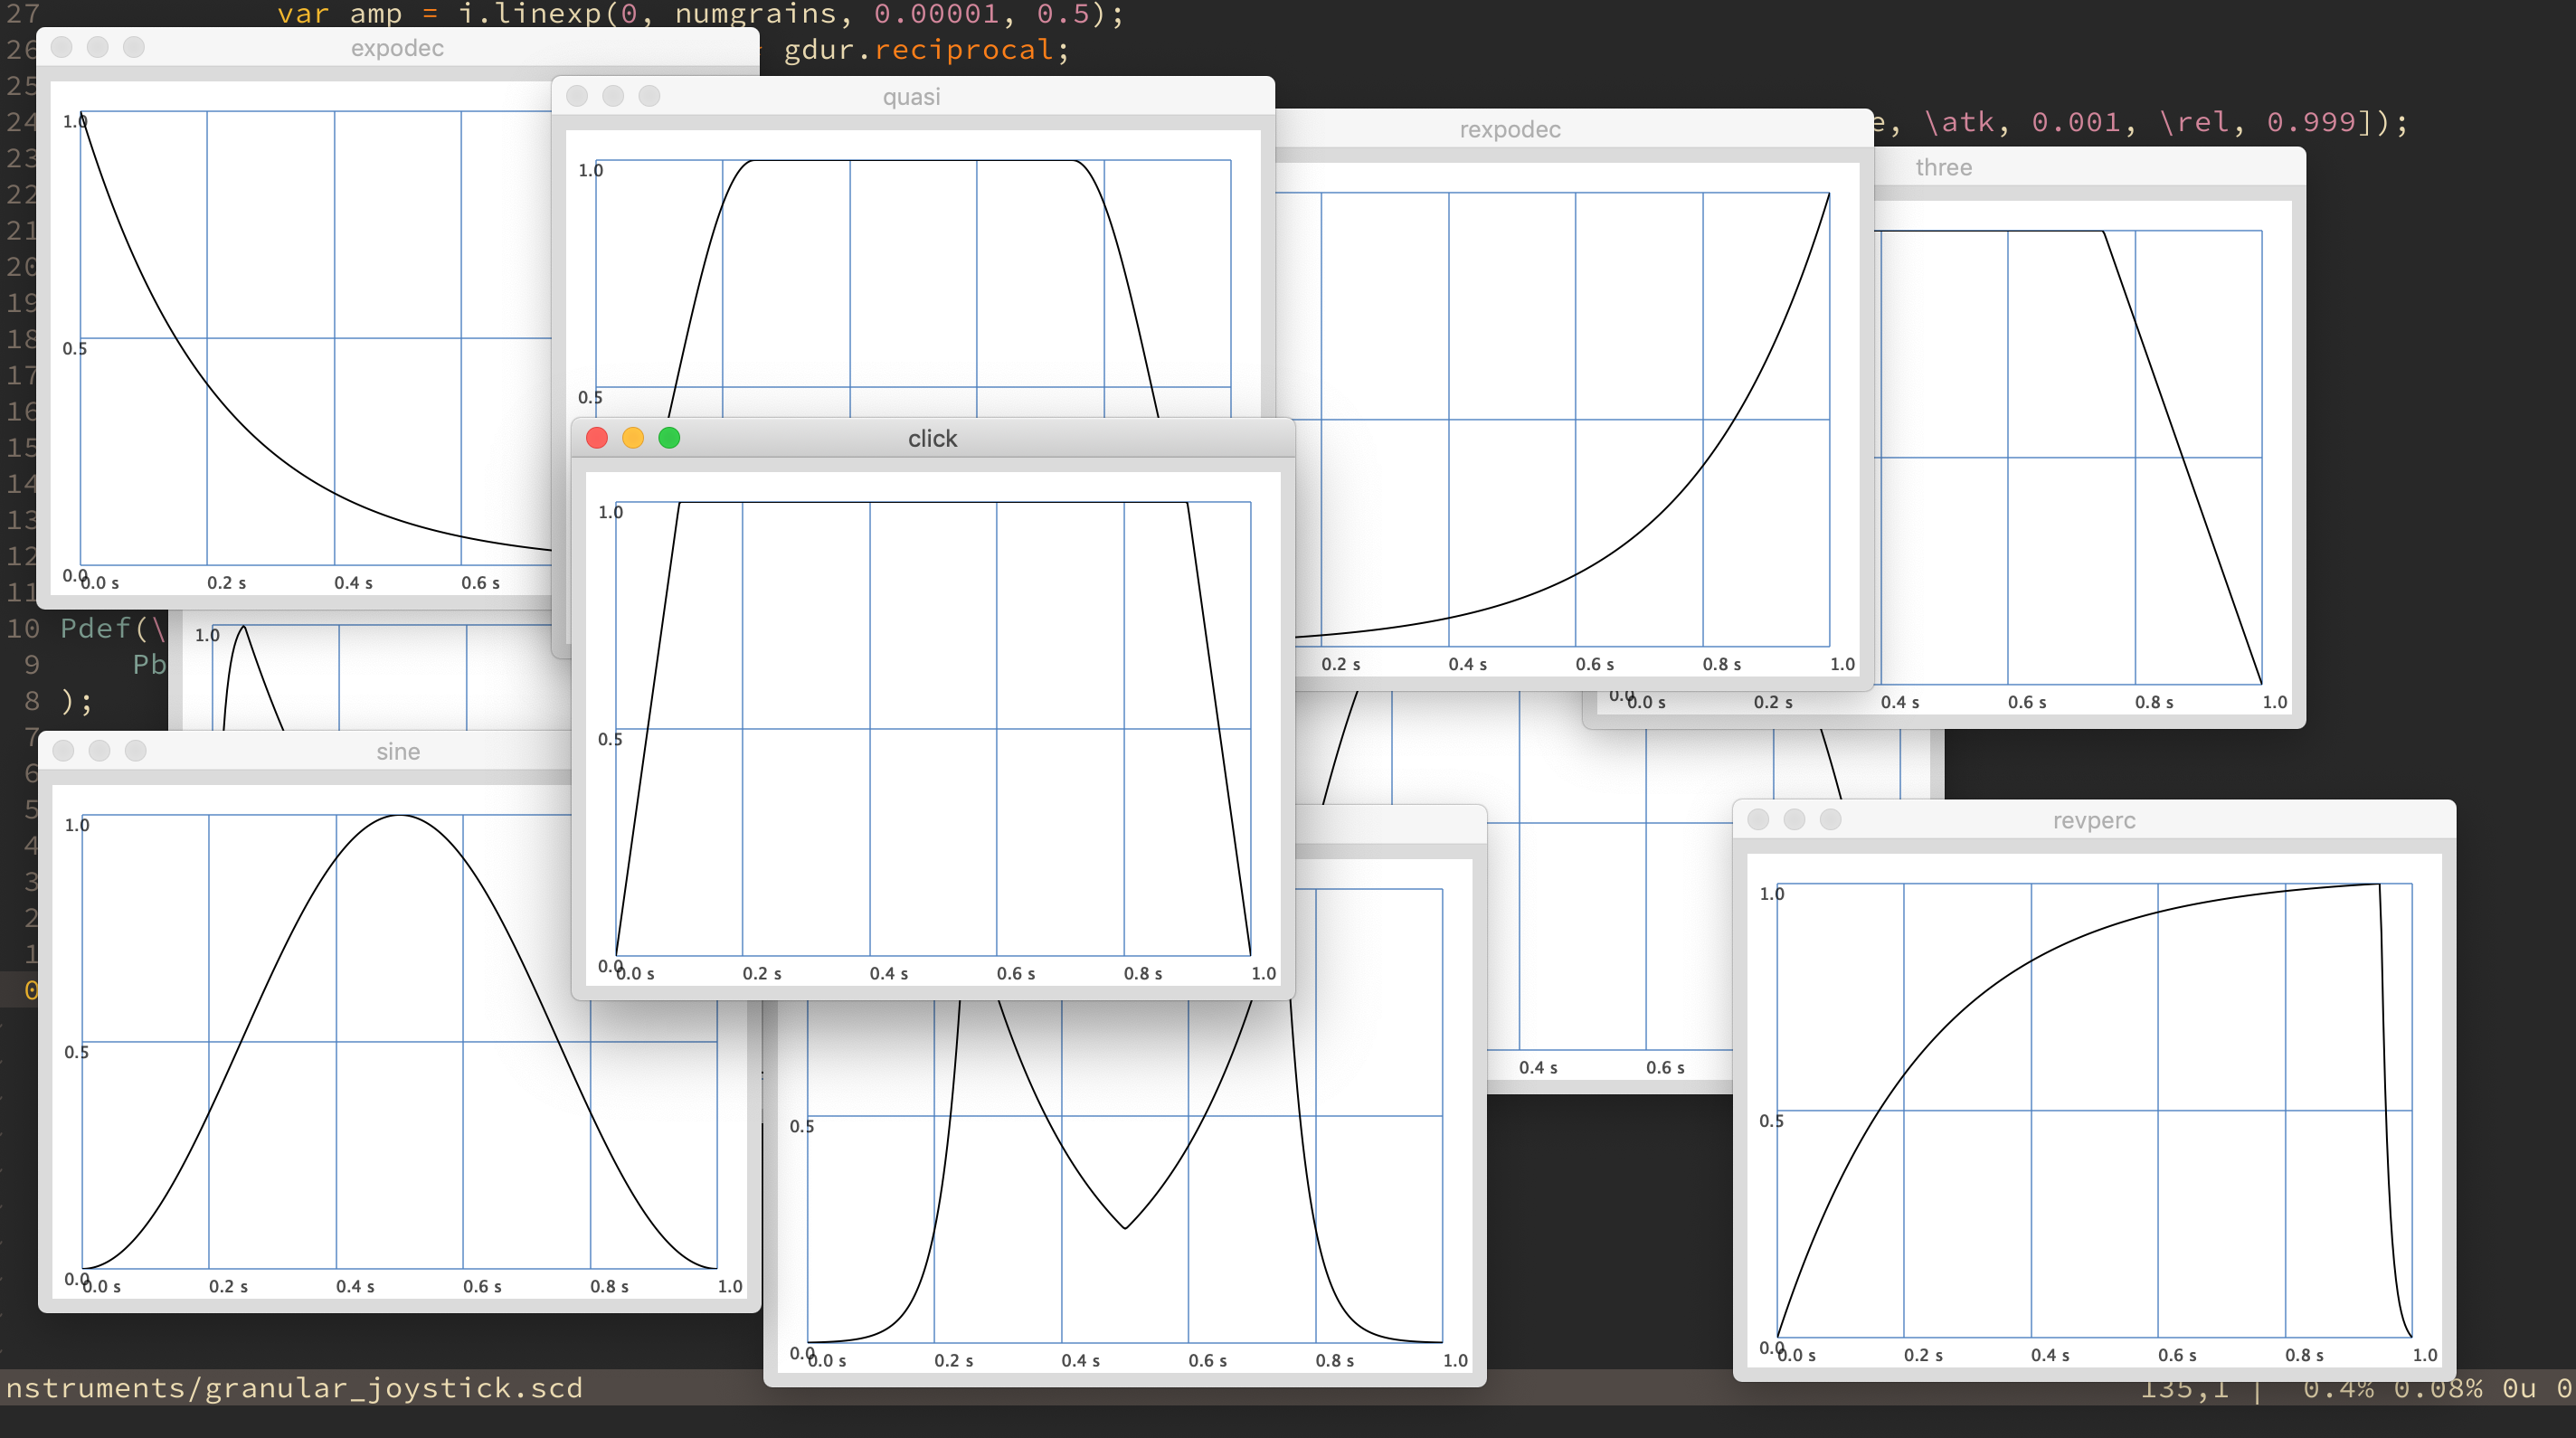 27 var amp = i.linexp(0, numgrains, 0.00001, 0.5);
26 gdur.reciprocal;
25
24 \atk, 0.001, \rel, 0.999]);
23
22
21
20
19
18
17
16
15
14
13
12
11
10 Pdef(\
9 Pb
8 );
7
6
5
4
3
2
1
0
expodec
1.0
0.5
0.0
0.0 s 0.2 s 0.4 s 0.6 s
quasi
1.0
0.5
rexpodec
0.2 s 0.4 s 0.6 s 0.8 s 1.0
three
0.0
0.0 s 0.2 s 0.4 s 0.6 s 0.8 s 1.0
click
1.0
0.5
0.0
0.0 s 0.2 s 0.4 s 0.6 s 0.8 s 1.0
1.0
sine
1.0
0.5
0.0
0.0 s 0.2 s 0.4 s 0.6 s 0.8 s 1.0
0.5
0.0
0.0 s 0.2 s 0.4 s 0.6 s 0.8 s 1.0
0.4 s 0.6 s
revperc
1.0
0.5
0.0
0.0 s 0.2 s 0.4 s 0.6 s 0.8 s 1.0
nstruments/granular_joystick.scd 135,1 | 0.4% 0.08% 0u 0